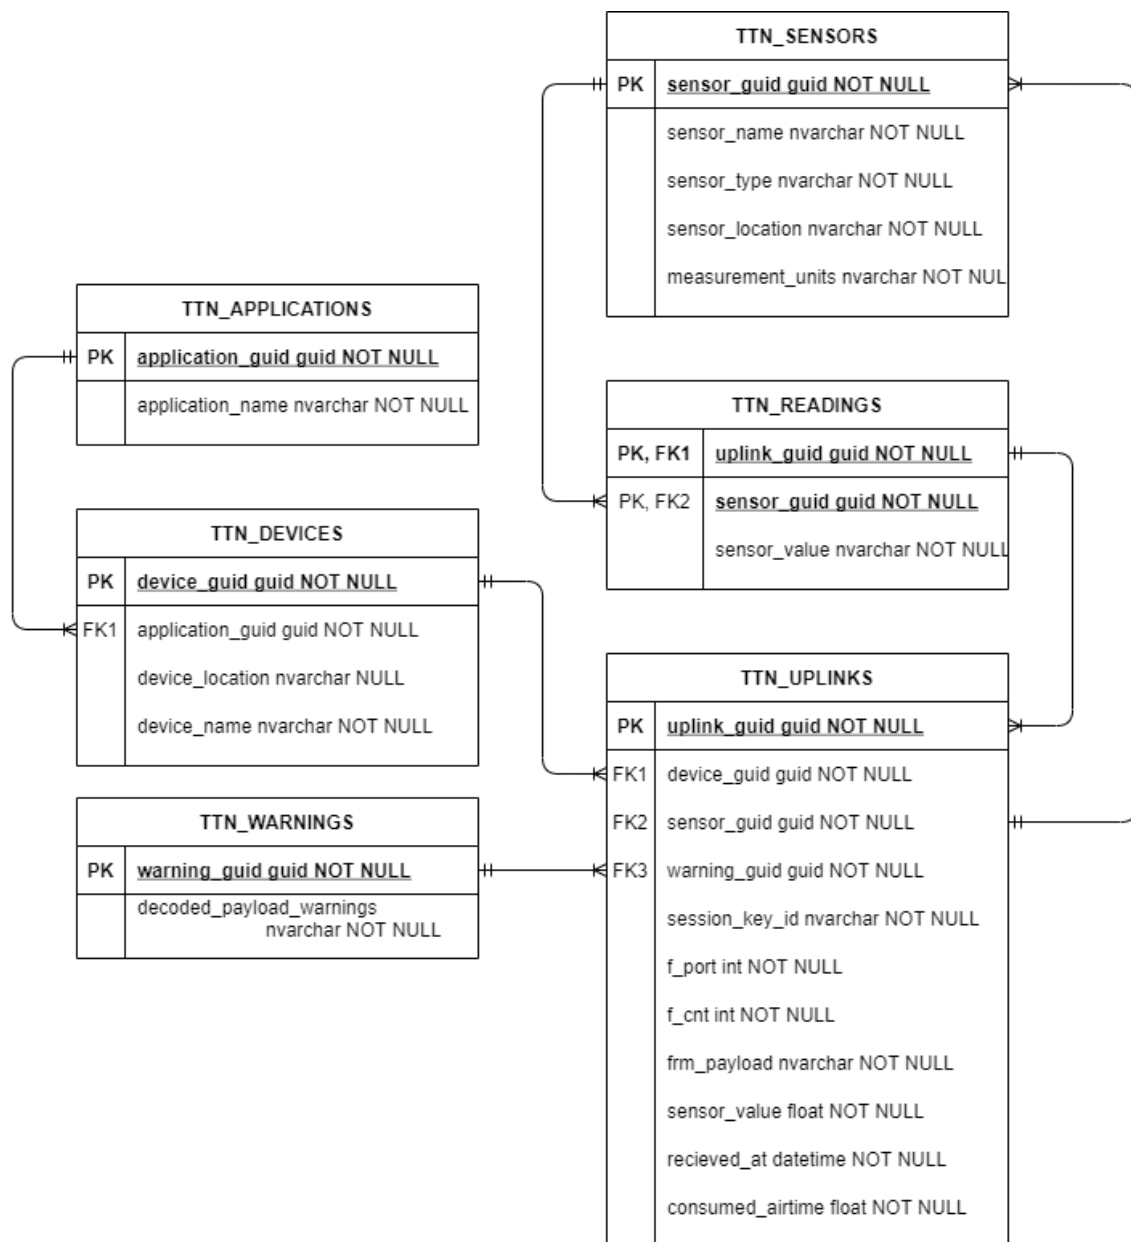 TTN_SENSORS
PK sensor_guid guid NOT NULL
sensor_name nvarchar NOT NULL
sensor_type nvarchar NOT NULL
sensor_location nvarchar NOT NULL
measurement_units nvarchar NOT NUL
TTN_APPLICATIONS
PK application_guid guid NOT NULL
application_name nvarchar NOT NULL
TTN_READINGS
PK, FK1 uplink_guid guid NOT NULL
PK, FK2 sensor_guid guid NOT NULL
sensor_value nvarchar NOT NULL
TTN_DEVICES
PK device_guid guid NOT NULL
FK1 application_guid guid NOT NULL
device_location nvarchar NULL
device_name nvarchar NOT NULL
TTN_UPLINKS
PK uplink_guid guid NOT NULL
FK1 device_guid guid NOT NULL
FK2 sensor_guid guid NOT NULL
FK3 warning_guid guid NOT NULL
session_key_id nvarchar NOT NULL
f_port int NOT NULL
f_cnt int NOT NULL
frm_payload nvarchar NOT NULL
sensor_value float NOT NULL
recieved_at datetime NOT NULL
consumed_airtime float NOT NULL
TTN_WARNINGS
PK warning_guid guid NOT NULL
decoded_payload_warnings
nvarchar NOT NULL